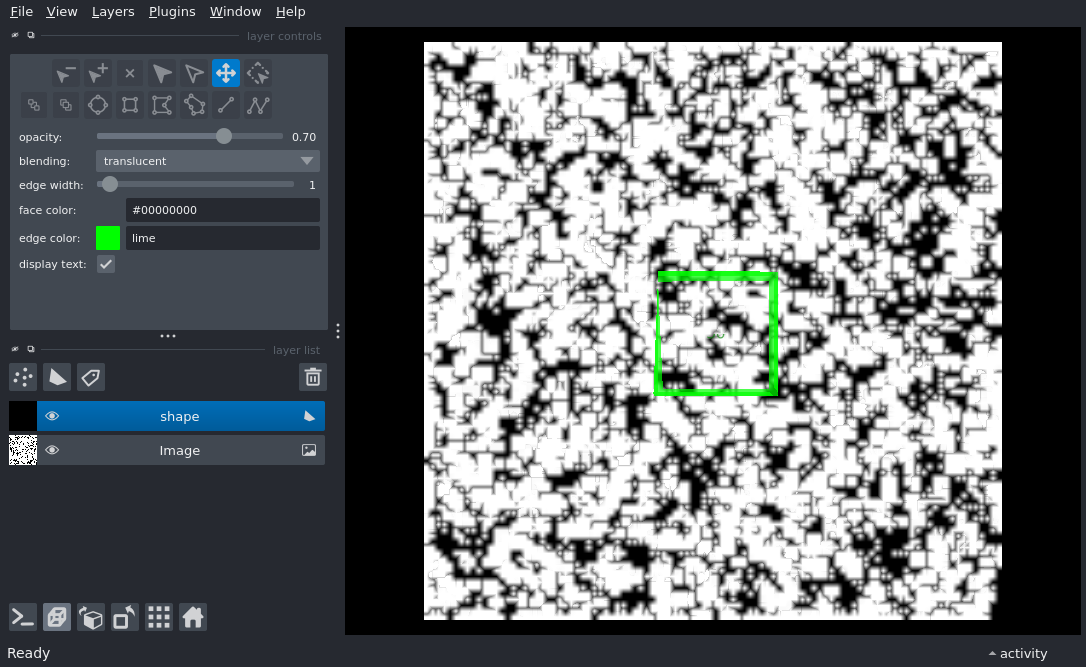 File View Layers Plugins Window Help
layer controls
opacity: 0.70
blending: translucent
edge width: 1
face color: #00000000
edge color: lime
display text:
layer list
shape
Image
Ready
activity